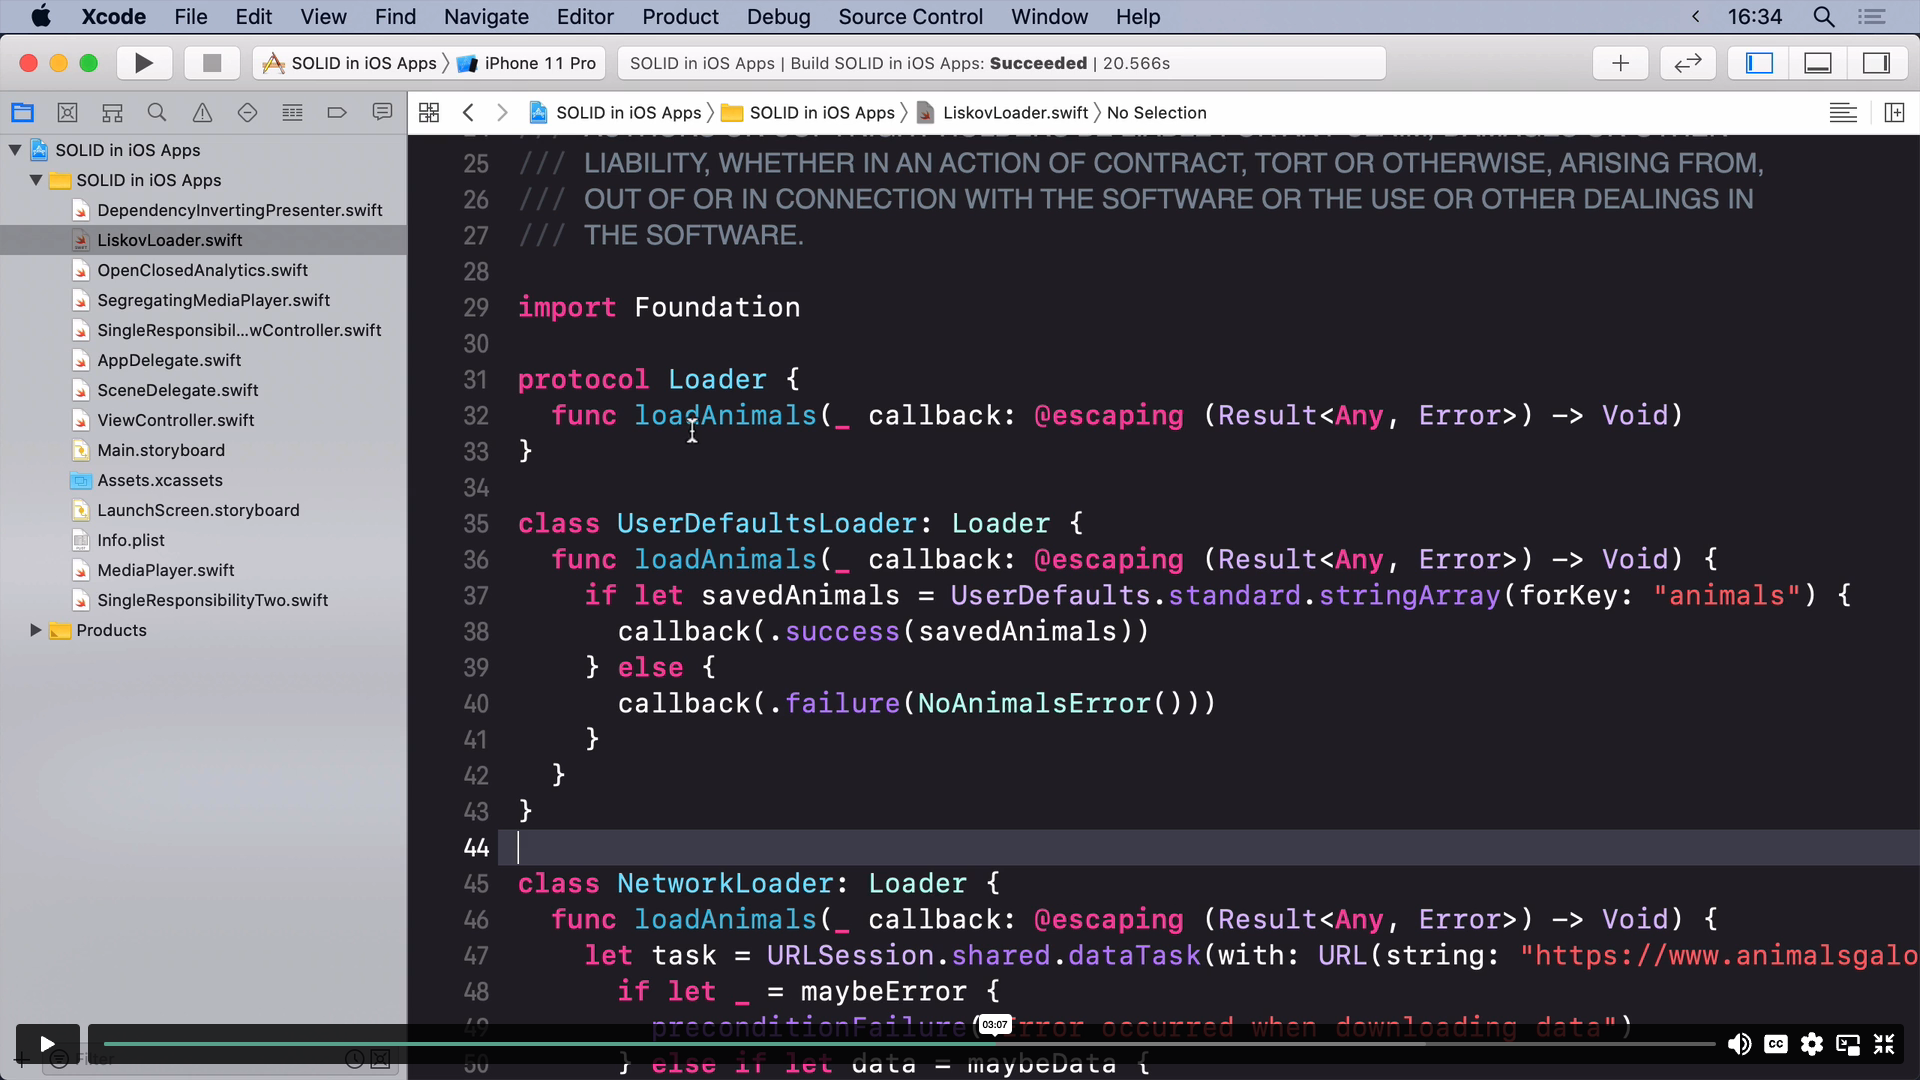 Xcode File Edit View Find Navigate Editor Product Debug Source Control Window Help 16:34
SOLID in iOS Apps iPhone 11 Pro SOLID in iOS Apps | Build SOLID in iOS Apps: Succeeded | 20.566s
SOLID in iOS Apps SOLID in iOS Apps LiskovLoader.swift No Selection
SOLID in iOS Apps
SOLID in iOS Apps
DependencyInvertingPresenter.swift
LiskovLoader.swift
OpenClosedAnalytics.swift
SegregatingMediaPlayer.swift
SingleResponsibil...wController.swift
AppDelegate.swift
SceneDelegate.swift
ViewController.swift
Main.storyboard
Assets.xcassets
LaunchScreen.storyboard
Info.plist
MediaPlayer.swift
SingleResponsibilityTwo.swift
Products
Filter
25 /// LIABILITY, WHETHER IN AN ACTION OF CONTRACT, TORT OR OTHERWISE, ARISING FROM,
26 /// OUT OF OR IN CONNECTION WITH THE SOFTWARE OR THE USE OR OTHER DEALINGS IN
27 /// THE SOFTWARE.
28
29 import Foundation
30
31 protocol Loader {
32 func loadAnimals(_ callback: @escaping (Result<Any, Error>) -> Void)
33 }
34
35 class UserDefaultsLoader: Loader {
36 func loadAnimals(_ callback: @escaping (Result<Any, Error>) -> Void) {
37 if let savedAnimals = UserDefaults.standard.stringArray(forKey: "animals") {
38 callback(.success(savedAnimals))
39 } else {
40 callback(.failure(NoAnimalsError()))
41 }
42 }
43 }
44
45 class NetworkLoader: Loader {
46 func loadAnimals(_ callback: @escaping (Result<Any, Error>) -> Void) {
47 let task = URLSession.shared.dataTask(with: URL(string: "https://www.animalsgalo
48 if let _ = maybeError {
49 preconditionFailure( rror occurred when downloading data")
50 } else if let data = maybeData {
03:07
CC